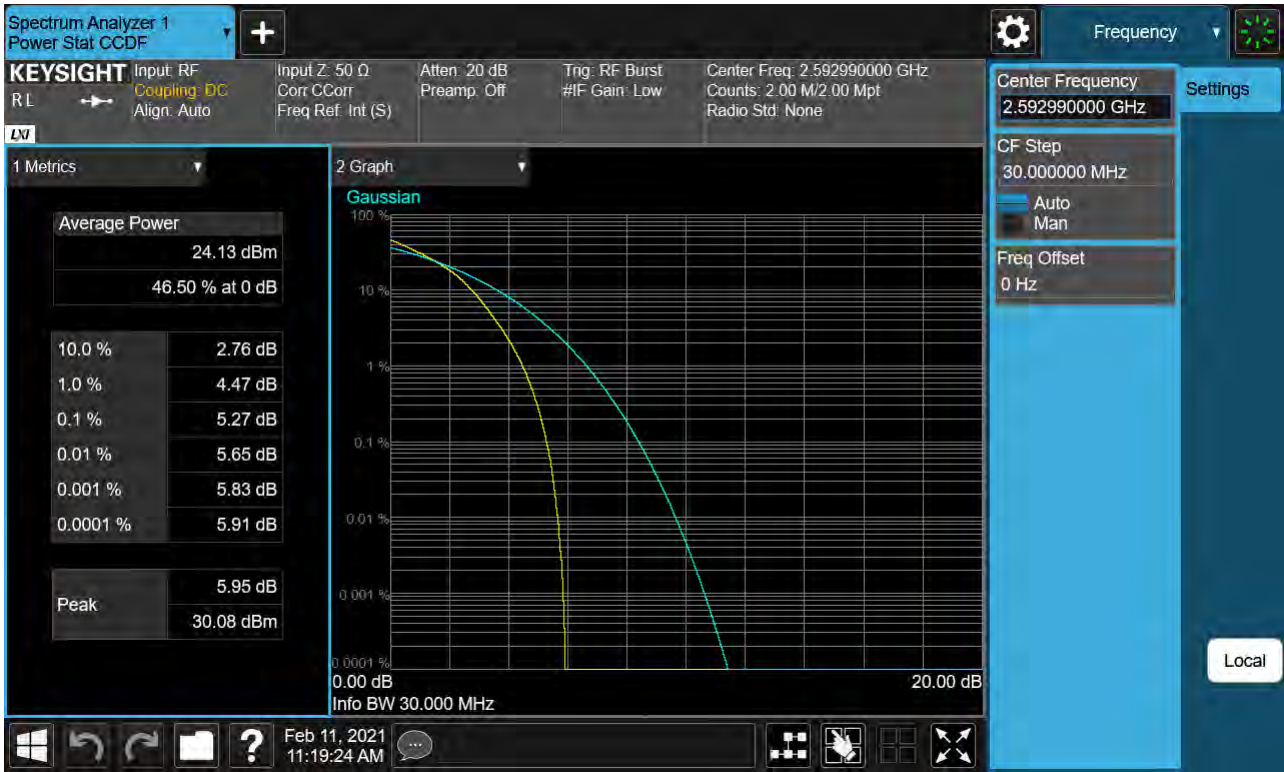 Spectrum Analyzer 1
Power Stat CCDF
+
Frequency
KEYSIGHT
RL
LXI
Input: RF
Coupling: DC
Align: Auto
Input Z: 50 Ω
Corr CCorr
Freq Ref: Int (S)
Atten: 20 dB
Preamp: Off
Trig: RF Burst
#IF Gain: Low
Center Freq: 2.592990000 GHz
Counts: 2.00 M/2.00 Mpt
Radio Std: None
Center Frequency
2.592990000 GHz
Settings
CF Step
30.000000 MHz
Auto
Man
Freq Offset
0 Hz
1 Metrics
Average Power
24.13 dBm
46.50 % at 0 dB
10.0 % 2.76 dB
1.0 % 4.47 dB
0.1 % 5.27 dB
0.01 % 5.65 dB
0.001 % 5.83 dB
0.0001 % 5.91 dB
Peak
5.95 dB
30.08 dBm
2 Graph
Gaussian
100 %
10 %
1 %
0.1 %
0.01 %
0.001 %
0.0001 %
0.00 dB 20.00 dB
Info BW 30.000 MHz
Local
?
Feb 11, 2021
11:19:24 AM